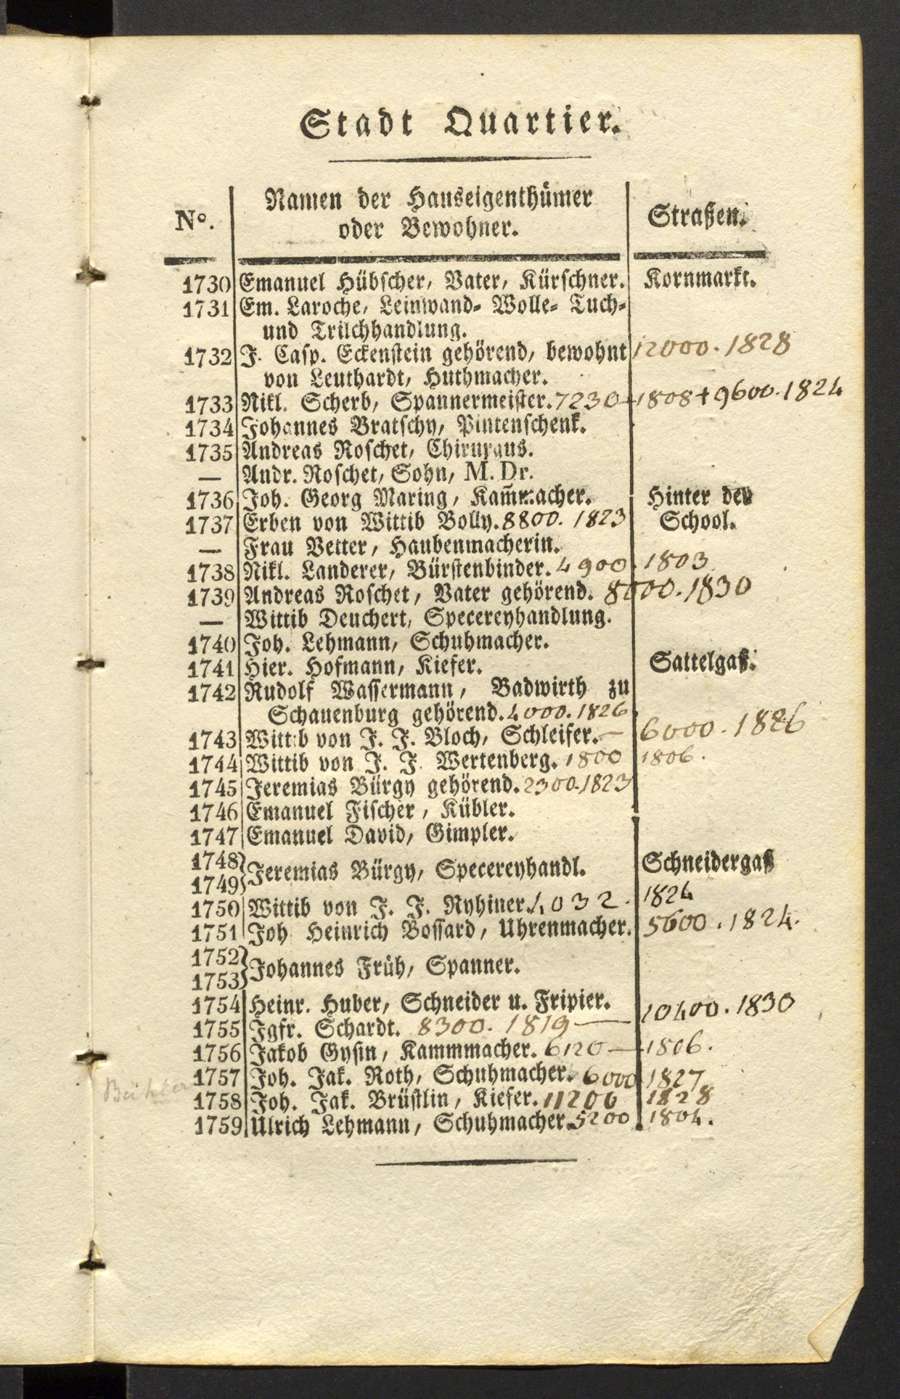 Stadt Quartier.
No. Namen der Hauseigenthümer oder Bewohner. Straßen.
1730 Emanuel Hübscher, Vater, Kürschner. Kornmarkt.
1731 Em. Laroche, Leinwand- Wolle- Tuch-
und Trilchhandlung.
1732 J. Casp. Eckenstein gehörend, bewohnt 12000. 1828
von Leuthardt, Huthmacher.
1733 Nikl. Scherb, Spannermeister. 7230 1808 + 9600. 1824
1734 Johannes Bratschy, Pintenschenk.
1735 Andreas Roschet, Chirurgus.
— Andr. Roschet, Sohn, M. Dr.
1736 Joh. Georg Maring, Kam̄macher. Hinter der
1737 Erben von Wittib Bolly. 8800. 1823 School.
— Frau Vetter, Haubenmacherin.
1738 Nikl. Landerer, Bürstenbinder. 4900. 1803
1739 Andreas Roschet, Vater gehörend. 8000. 1830
— Wittib Deuchert, Specereyhandlung.
1740 Joh. Lehmann, Schuhmacher.
1741 Hier. Hofmann, Kiefer. Sattelgaß.
1742 Rudolf Wassermann, Badwirth zu
Schauenburg gehörend. 4000. 1826
1743 Wittib von J. J. Bloch, Schleifer. — 6000. 1826
1744 Wittib von J. J. Wertenberg. 1800 1806.
1745 Jeremias Bürgy gehörend. 2300. 1823
1746 Emanuel Fischer, Kübler.
1747 Emanuel David, Gimpler.
1748
1749 } Jeremias Bürgy, Specereyhandl. Schneidergaß
1750 Wittib von J. J. Ryhiner. 4032. 1824
1751 Joh. Heinrich Bossard, Uhrenmacher. 5600. 1824.
1752
1753 } Johannes Früh, Spanner.
1754 Heinr. Huber, Schneider u. Fripier. 10400. 1830
1755 Jgfr. Schardt. 8300. 1819 —
1756 Jakob Gysin, Kammmacher. 6120 — 1806.
1757 Joh. Jak. Roth, Schuhmacher. 6000 1827
1758 Joh. Jak. Brüstlin, Kiefer. 11200 1828
1759 Ulrich Lehmann, Schuhmacher. 5200 1804.